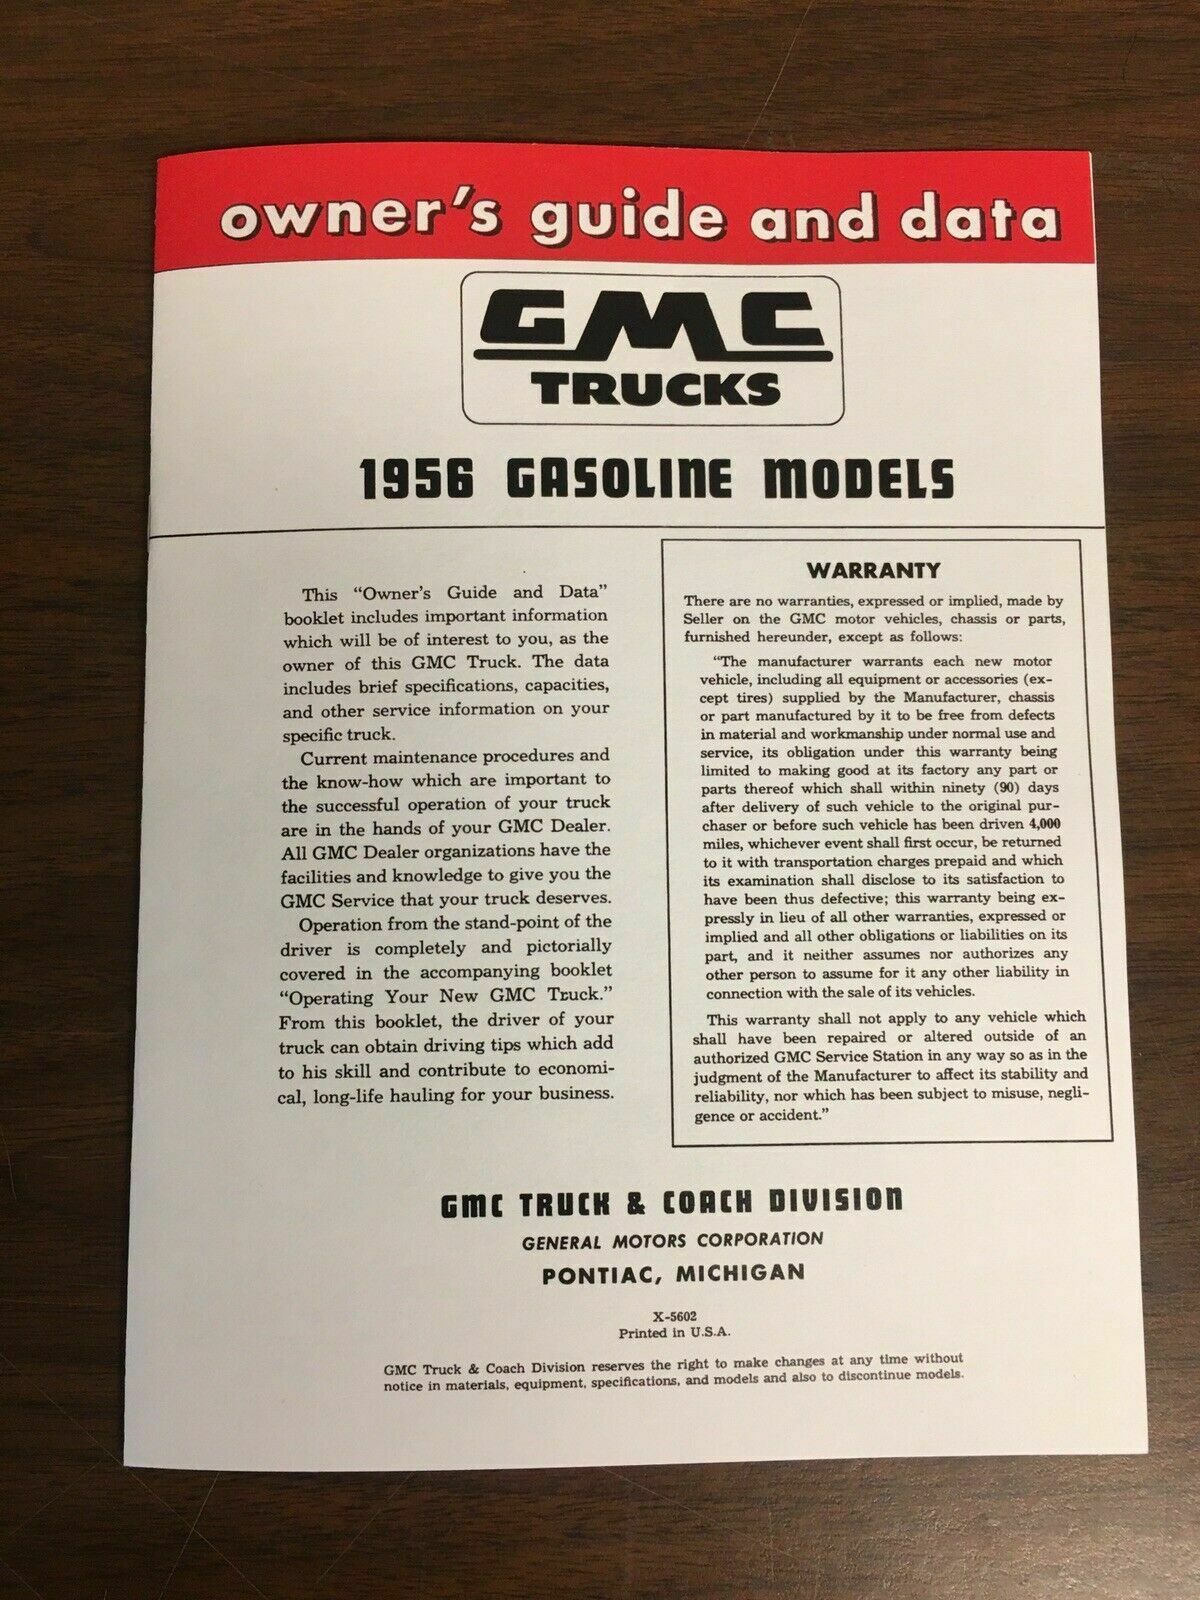 owner's guide and data
GMC
TRUCKS
1956 GASOLINE MODELS
This "Owner's Guide and Data"
booklet includes important information
which will be of interest to you, as the
owner of this GMC Truck. The data
includes brief specifications, capacities,
and other service information on your
specific truck.
Current maintenance procedures and
the know-how which are important to
the successful operation of your truck
are in the hands of your GMC Dealer.
All GMC Dealer organizations have the
facilities and knowledge to give you the
GMC Service that your truck deserves.
Operation from the stand-point of the
driver is completely and pictorially
covered in the accompanying booklet
"Operating Your New GMC Truck."
From this booklet, the driver of your
truck can obtain driving tips which add
to his skill and contribute to economi-
cal, long-life hauling for your business.
WARRANTY
There are no warranties, expressed or implied, made by
Seller on the GMC motor vehicles, chassis or parts,
furnished hereunder, except as follows:
"The manufacturer warrants each new motor
vehicle, including all equipment or accessories (ex-
cept tires) supplied by the Manufacturer, chassis
or part manufactured by it to be free from defects
in material and workmanship under normal use and
service, its obligation under this warranty being
limited to making good at its factory any part or
parts thereof which shall within ninety (90) days
after delivery of such vehicle to the original pur-
chaser or before such vehicle has been driven 4,000
miles, whichever event shall first occur, be returned
to it with transportation charges prepaid and which
its examination shall disclose to its satisfaction to
have been thus defective; this warranty being ex-
pressly in lieu of all other warranties, expressed or
implied and all other obligations or liabilities on its
part, and it neither assumes nor authorizes any
other person to assume for it any other liability in
connection with the sale of its vehicles.
This warranty shall not apply to any vehicle which
shall have been repaired or altered outside of an
authorized GMC Service Station in any way so as in the
judgment of the Manufacturer to affect its stability and
reliability, nor which has been subject to misuse, negli-
gence or accident."
GMC TRUCK & COACH DIVISION
GENERAL MOTORS CORPORATION
PONTIAC, MICHIGAN
X-5602
Printed in U.S.A.
GMC Truck & Coach Division reserves the right to make changes at any time without
notice in materials, equipment, specifications, and models and also to discontinue models.